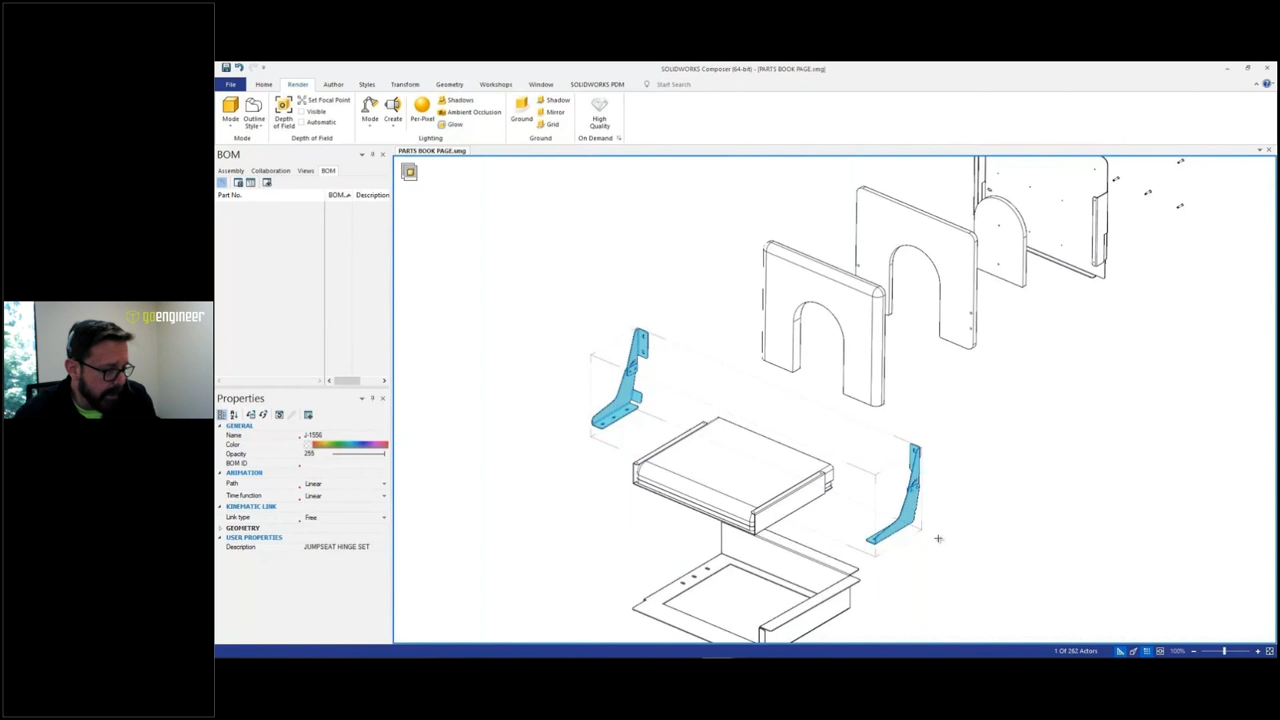 SOLIDWORKS Composer (64-bit) - [PARTS BOOK PAGE.smg]
File Home Render Author Styles Transform Geometry Workshops Window SOLIDWORKS PDM Start Search
Mode Outline Style Depth of Field Set Focal Point Visible Automatic Mode Create Per-Pixel Shadows Ambient Occlusion Glow Ground Shadow Mirror Grid High Quality
Mode Depth of Field Lighting Ground On Demand
BOM
PARTS BOOK PAGE.smg
Assembly Collaboration Views BOM
Part No. BOM... Description
goengineer
Properties
GENERAL
Name J-1556
Color
Opacity 255
BOM ID
ANIMATION
Path Linear
Time function Linear
KINEMATIC LINK
Link type Free
GEOMETRY
USER PROPERTIES
Description JUMPSEAT HINGE SET
1 Of 262 Actors 100%